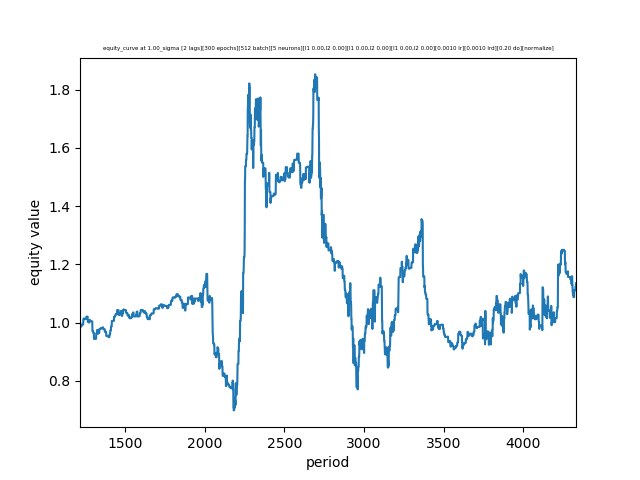 equity_curve at 1.00_sigma [2 lags][300 epochs][512 batch][5 neurons][l1 0.00,l2 0.00][l1 0.00,l2 0.00][l1 0.00,l2 0.00][0.0010 lr][0.0010 lrd][0.20 do][normalize]
1.8
1.6
1.4
1.2
1.0
0.8
equity value
1500 2000 2500 3000 3500 4000
period